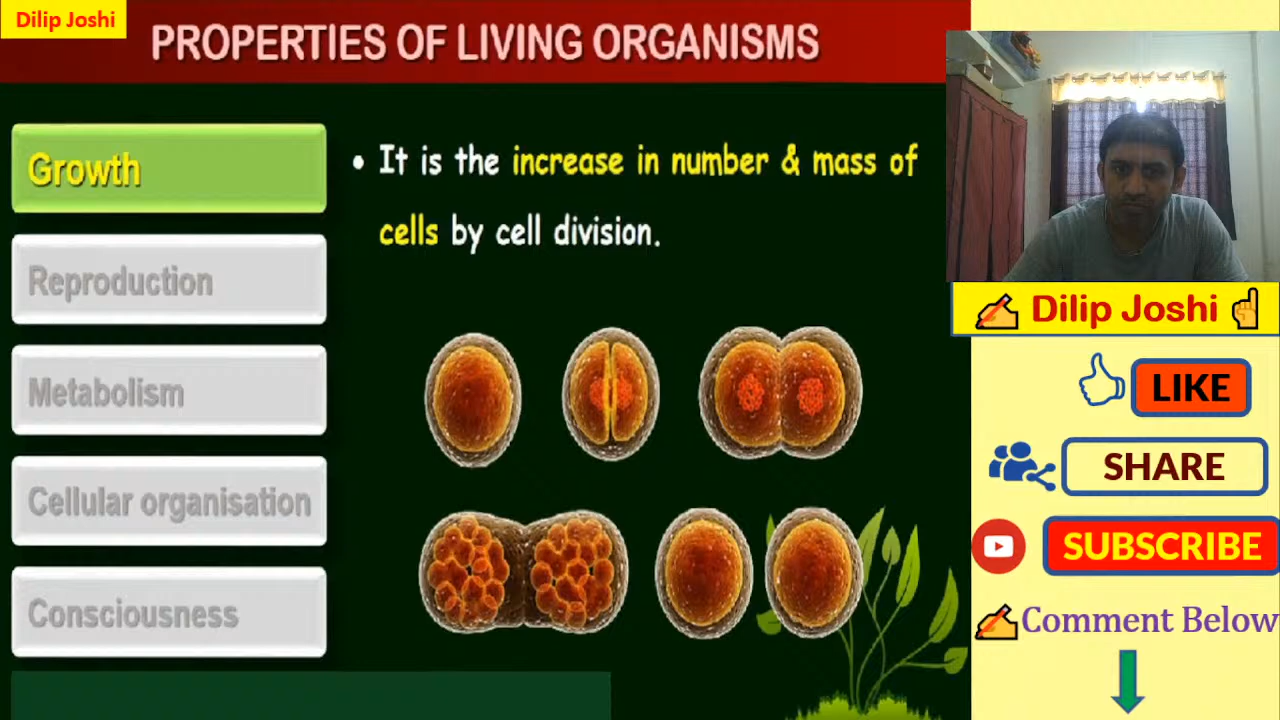 Dilip Joshi
PROPERTIES OF LIVING ORGANISMS
Growth
Reproduction
Metabolism
Cellular organisation
Consciousness
• It is the increase in number & mass of
cells by cell division.
Dilip Joshi
LIKE
SHARE
SUBSCRIBE
Comment Below